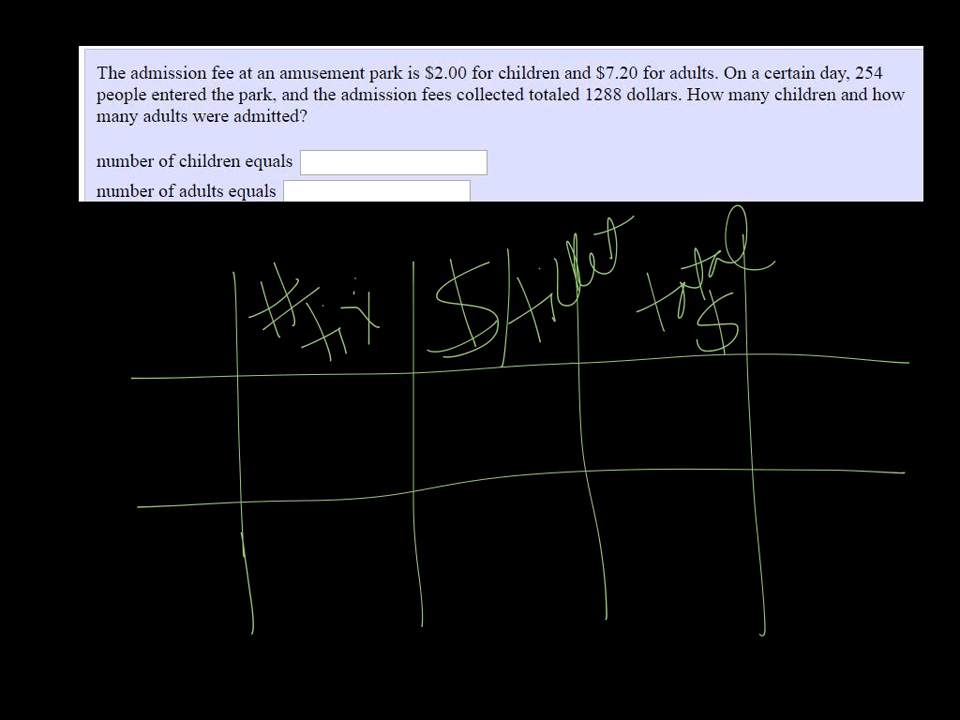 The admission fee at an amusement park is $2.00 for children and $7.20 for adults. On a certain day, 254
people entered the park, and the admission fees collected totaled 1288 dollars. How many children and how
many adults were admitted?
number of children equals
number of adults equals
# tix
$/ticket
total
$